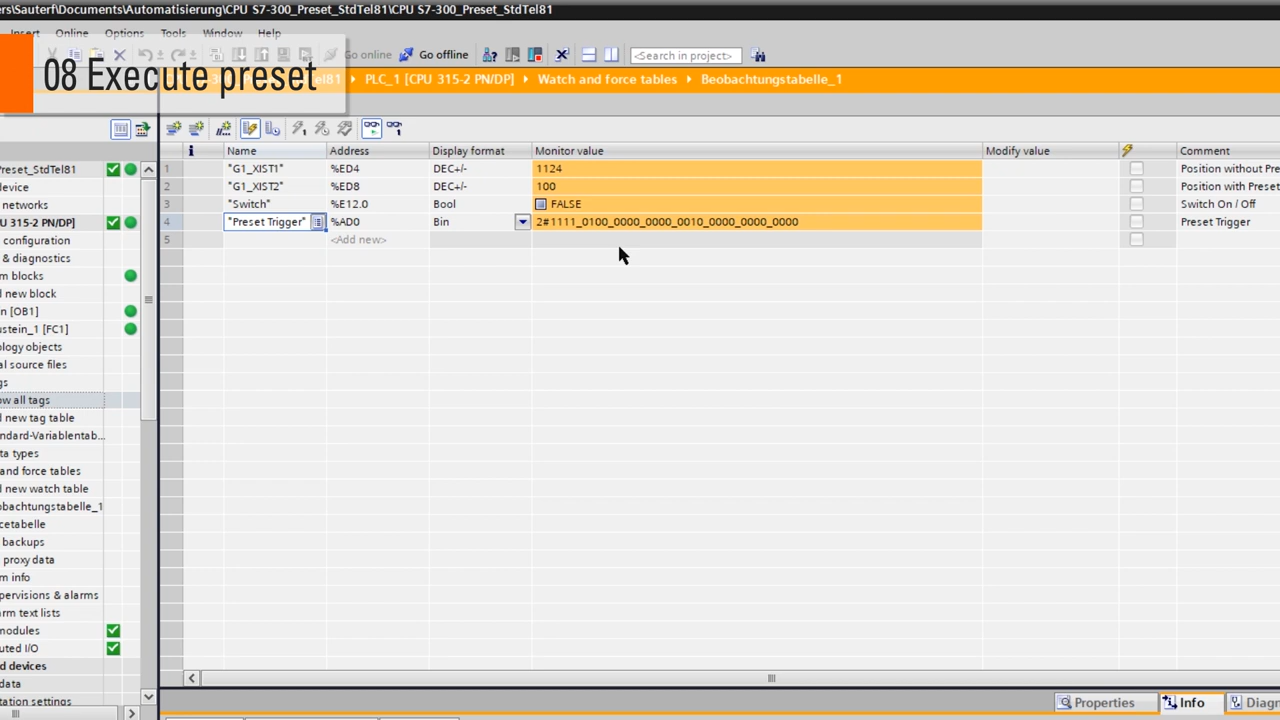 ers\Sauterf\Documents\Automatisierung\CPU S7-300_Preset_StdTel81\CPU S7-300_Preset_StdTel81
Insert Online Options Tools Window Help
Go online Go offline <Search in project>
08 Execute preset
PLC_1 [CPU 315-2 PN/DP] Watch and force tables Beobachtungstabelle_1
i Name Address Display format Monitor value Modify value Comment
1 "G1_XIST1" %ED4 DEC+/- 1124 Position without Pre
2 "G1_XIST2" %ED8 DEC+/- 100 Position with Preset
3 "Switch" %E12.0 Bool FALSE Switch On / Off
4 "Preset Trigger" %AD0 Bin 2#1111_0100_0000_0000_0010_0000_0000_0000 Preset Trigger
5 <Add new>
Preset_StdTel81
device
networks
PU 315-2 PN/DP]
configuration
& diagnostics
m blocks
d new block
n [OB1]
ustein_1 [FC1]
ology objects
al source files
gs
ow all tags
d new tag table
ndard-Variablentab...
ta types
and force tables
d new watch table
obachtungstabelle_1
cetabelle
backups
proxy data
m info
pervisions & alarms
rm text lists
modules
uted I/O
d devices
data
tation settings
Properties Info Diagn